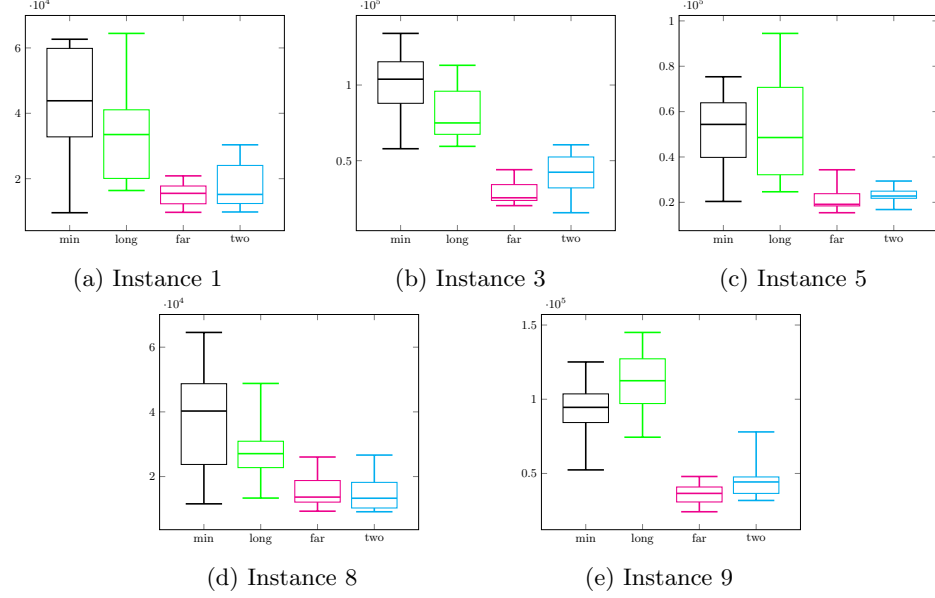 ·10⁴
6
4
2
min long far two
(a) Instance 1
·10⁵
1
0.5
min long far two
(b) Instance 3
·10⁵
1
0.8
0.6
0.4
0.2
min long far two
(c) Instance 5
·10⁴
6
4
2
min long far two
(d) Instance 8
·10⁵
1.5
1
0.5
min long far two
(e) Instance 9